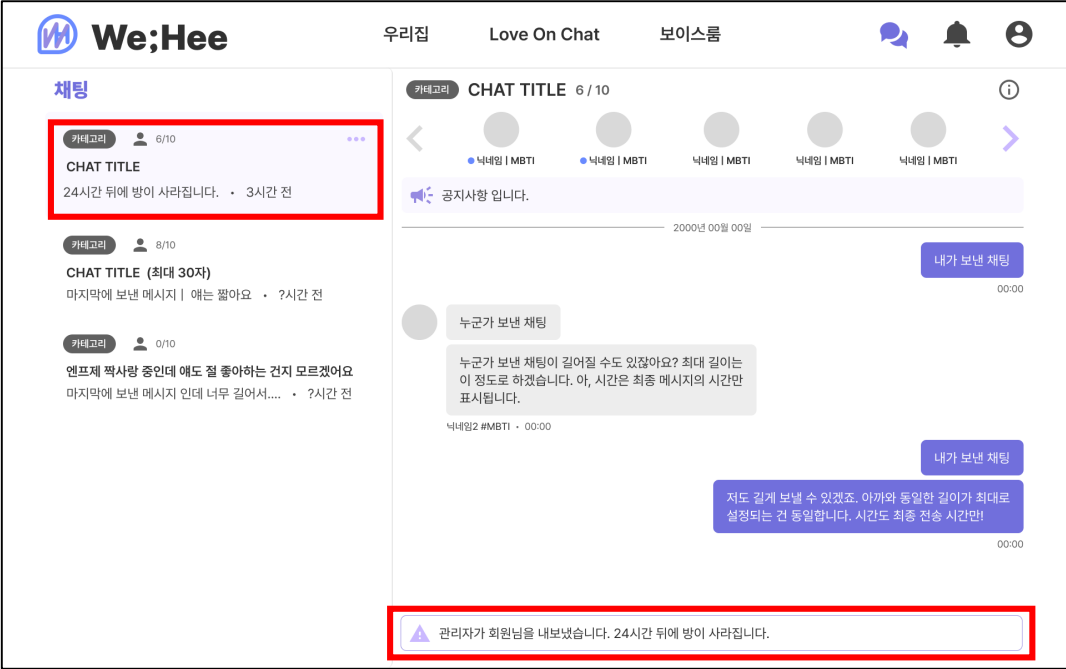 We;Hee
우리집 Love On Chat 보이스룸
채팅
카테고리 6/10
CHAT TITLE
24시간 뒤에 방이 사라집니다. • 3시간 전
카테고리 8/10
CHAT TITLE (최대 30자)
마지막에 보낸 메시지 | 얘는 짧아요 • ?시간 전
카테고리 0/10
엔프제 짝사랑 중인데 얘도 절 좋아하는 건지 모르겠어요
마지막에 보낸 메시지 인데 너무 길어서.... • ?시간 전
카테고리 CHAT TITLE 6 / 10
닉네임 | MBTI 닉네임 | MBTI 닉네임 | MBTI 닉네임 | MBTI 닉네임 | MBTI
공지사항 입니다.
2000년 00월 00일
내가 보낸 채팅
00:00
누군가 보낸 채팅
누군가 보낸 채팅이 길어질 수도 있잖아요? 최대 길이는
이 정도로 하겠습니다. 아, 시간은 최종 메시지의 시간만
표시됩니다.
닉네임2 #MBTI • 00:00
내가 보낸 채팅
저도 길게 보낼 수 있겠죠. 아까와 동일한 길이가 최대로
설정되는 건 동일합니다. 시간도 최종 전송 시간만!
00:00
관리자가 회원님을 내보냈습니다. 24시간 뒤에 방이 사라집니다.